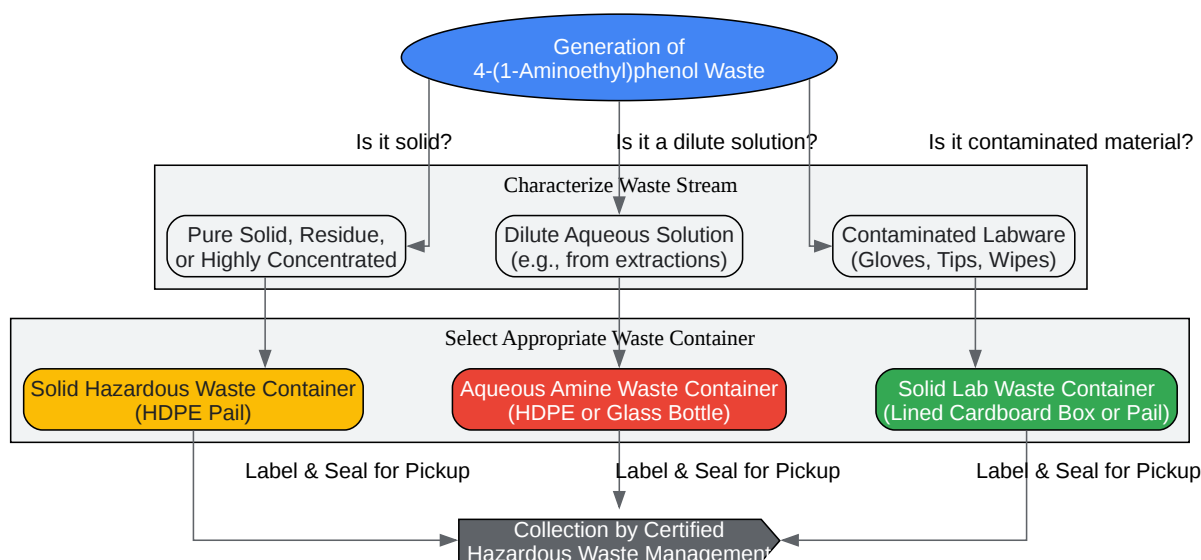 Generation of
4-(1-Aminoethyl)phenol Waste
Is it solid?
Is it a dilute solution?
Is it contaminated material?
Characterize Waste Stream
Pure Solid, Residue,
or Highly Concentrated
Dilute Aqueous Solution
(e.g., from extractions)
Contaminated Labware
(Gloves, Tips, Wipes)
Select Appropriate Waste Container
Solid Hazardous Waste Container
(HDPE Pail)
Aqueous Amine Waste Container
(HDPE or Glass Bottle)
Solid Lab Waste Container
(Lined Cardboard Box or Pail)
Label & Seal for Pickup
Label & Seal for Pickup
Label & Seal for Pickup
Collection by Certified
Hazardous Waste Management